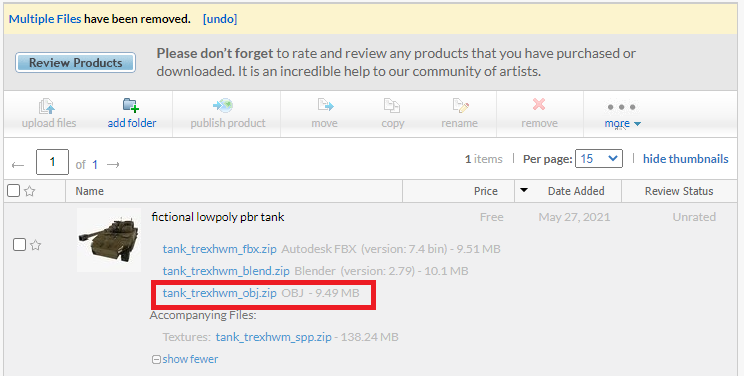 Multiple Files have been removed. [undo]
Review Products
Please don't forget to rate and review any products that you have purchased or
downloaded. It is an incredible help to our community of artists.
upload files add folder publish product move copy rename remove more
← 1 of 1 → 1 items | Per page: 15 | hide thumbnails
Name Price Date Added Review Status
fictional lowpoly pbr tank Free May 27, 2021 Unrated
tank_trexhwm_fbx.zip Autodesk FBX (version: 7.4 bin) - 9.51 MB
tank_trexhwm_blend.zip Blender (version: 2.79) - 10.1 MB
tank_trexhwm_obj.zip OBJ - 9.49 MB
Accompanying Files:
Textures: tank_trexhwm_spp.zip - 138.24 MB
show fewer